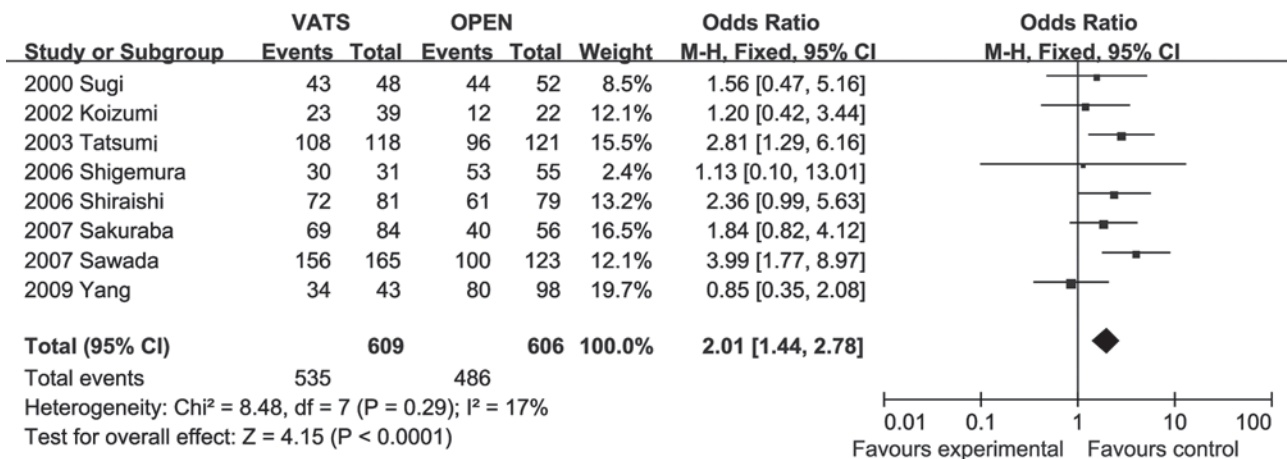 VATS OPEN Odds Ratio Odds Ratio
Study or Subgroup Events Total Events Total Weight M-H, Fixed, 95% CI M-H, Fixed, 95% CI
2000 Sugi 43 48 44 52 8.5% 1.56 [0.47, 5.16]
2002 Koizumi 23 39 12 22 12.1% 1.20 [0.42, 3.44]
2003 Tatsumi 108 118 96 121 15.5% 2.81 [1.29, 6.16]
2006 Shigemura 30 31 53 55 2.4% 1.13 [0.10, 13.01]
2006 Shiraishi 72 81 61 79 13.2% 2.36 [0.99, 5.63]
2007 Sakuraba 69 84 40 56 16.5% 1.84 [0.82, 4.12]
2007 Sawada 156 165 100 123 12.1% 3.99 [1.77, 8.97]
2009 Yang 34 43 80 98 19.7% 0.85 [0.35, 2.08]
Total (95% CI) 609 606 100.0% 2.01 [1.44, 2.78]
Total events 535 486
Heterogeneity: Chi² = 8.48, df = 7 (P = 0.29); I² = 17%
Test for overall effect: Z = 4.15 (P < 0.0001)
0.01 0.1 1 10 100
Favours experimental Favours control